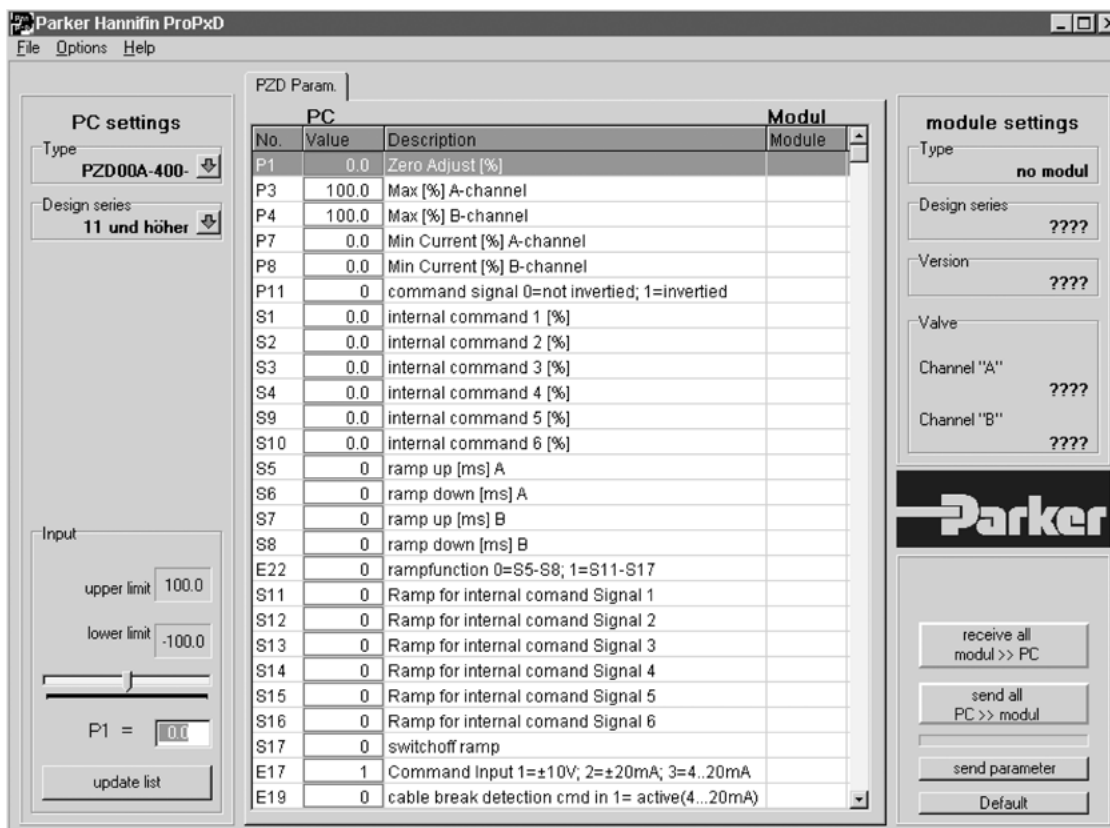 Parker Hannifin ProPxD
File Options Help
PZD Param.
PC settings
Type
PZD00A-400-
Design series
11 und höher
Input
upper limit 100.0
lower limit -100.0
P1 = 0.0
update list
PC Modul
No. Value Description Module
P1 0.0 Zero Adjust [%]
P3 100.0 Max [%] A-channel
P4 100.0 Max [%] B-channel
P7 0.0 Min Current [%] A-channel
P8 0.0 Min Current [%] B-channel
P11 0 command signal 0=not invertied; 1=invertied
S1 0.0 internal command 1 [%]
S2 0.0 internal command 2 [%]
S3 0.0 internal command 3 [%]
S4 0.0 internal command 4 [%]
S9 0.0 internal command 5 [%]
S10 0.0 internal command 6 [%]
S5 0 ramp up [ms] A
S6 0 ramp down [ms] A
S7 0 ramp up [ms] B
S8 0 ramp down [ms] B
E22 0 rampfunction 0=S5-S8; 1=S11-S17
S11 0 Ramp for internal comand Signal 1
S12 0 Ramp for internal comand Signal 2
S13 0 Ramp for internal comand Signal 3
S14 0 Ramp for internal comand Signal 4
S15 0 Ramp for internal comand Signal 5
S16 0 Ramp for internal comand Signal 6
S17 0 switchoff ramp
E17 1 Command Input 1=±10V; 2=±20mA; 3=4..20mA
E19 0 cable break detection cmd in 1= active(4...20mA)
module settings
Type
no modul
Design series
????
Version
????
Valve
Channel "A"
????
Channel "B"
????
Parker
receive all
modul >> PC
send all
PC >> modul
send parameter
Default